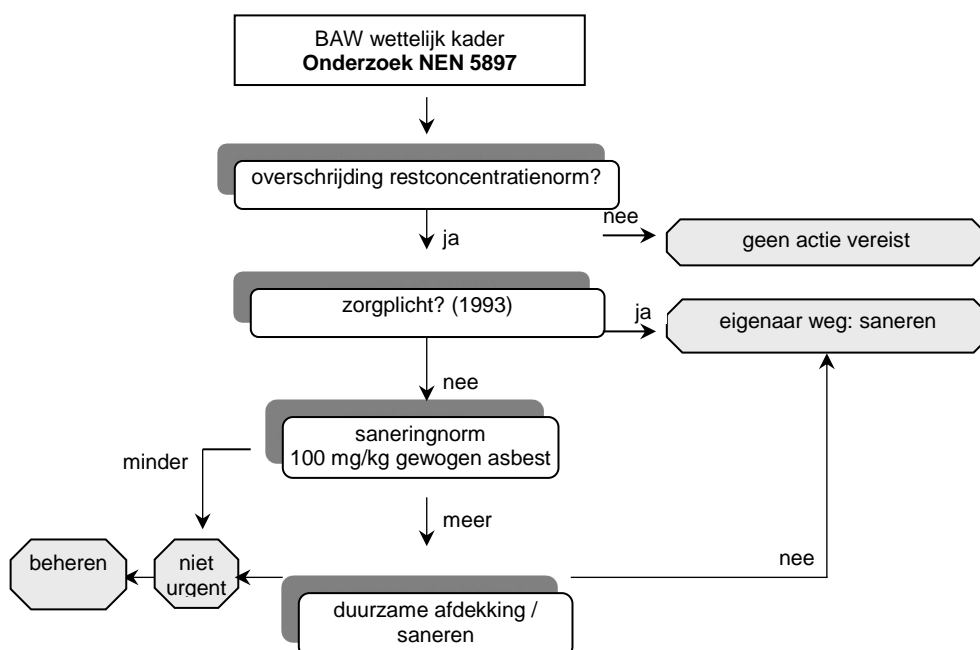 BAW wettelijk kader
Onderzoek NEN 5897
overschrijding restconcentratienorm?
nee
ja
geen actie vereist
zorgplicht? (1993)
ja
eigenaar weg: saneren
nee
saneringnorm
100 mg/kg gewogen asbest
minder
meer
nee
beheren
niet
urgent
duurzame afdekking /
saneren